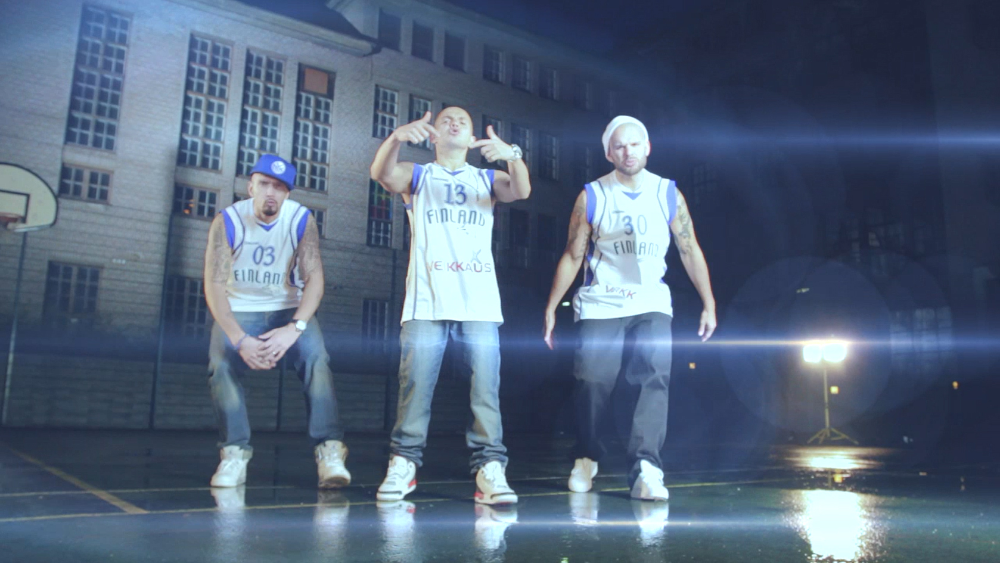 03
FINLAND
13
FINLAND
VEIKKAUS
30
FINLAND